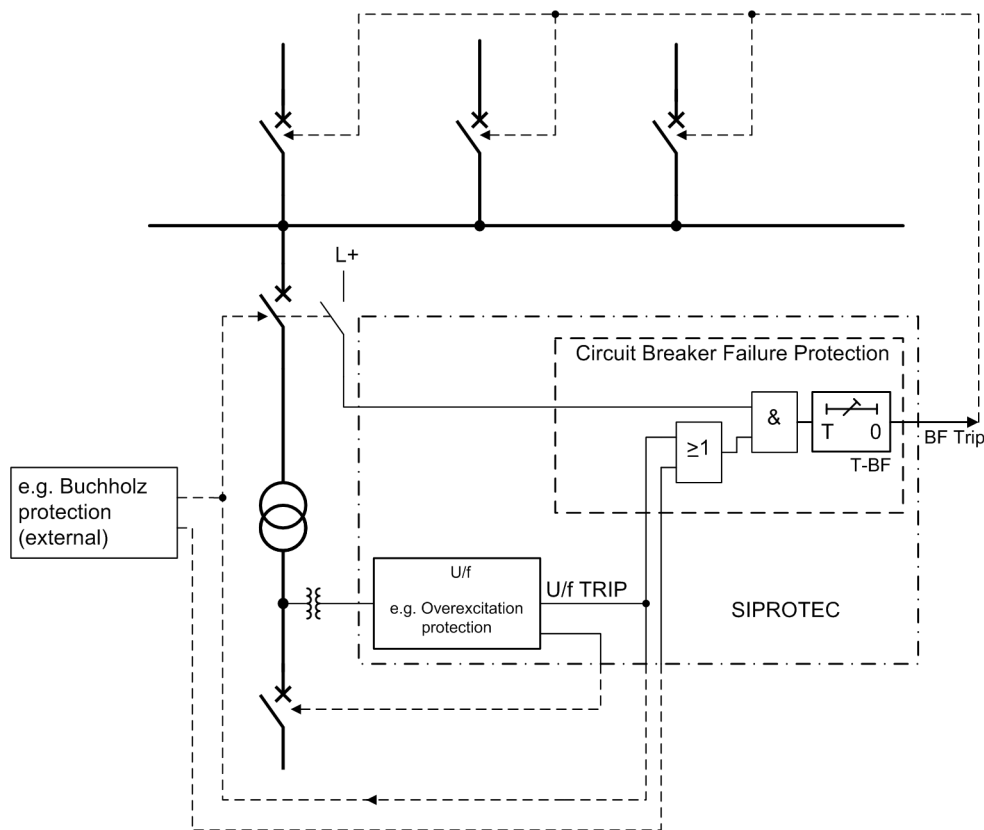 L+
Circuit Breaker Failure Protection
&
T 0
T-BF
BF Trip
≥1
e.g. Buchholz
protection
(external)
U/f
e.g. Overexcitation
protection
U/f TRIP
SIPROTEC